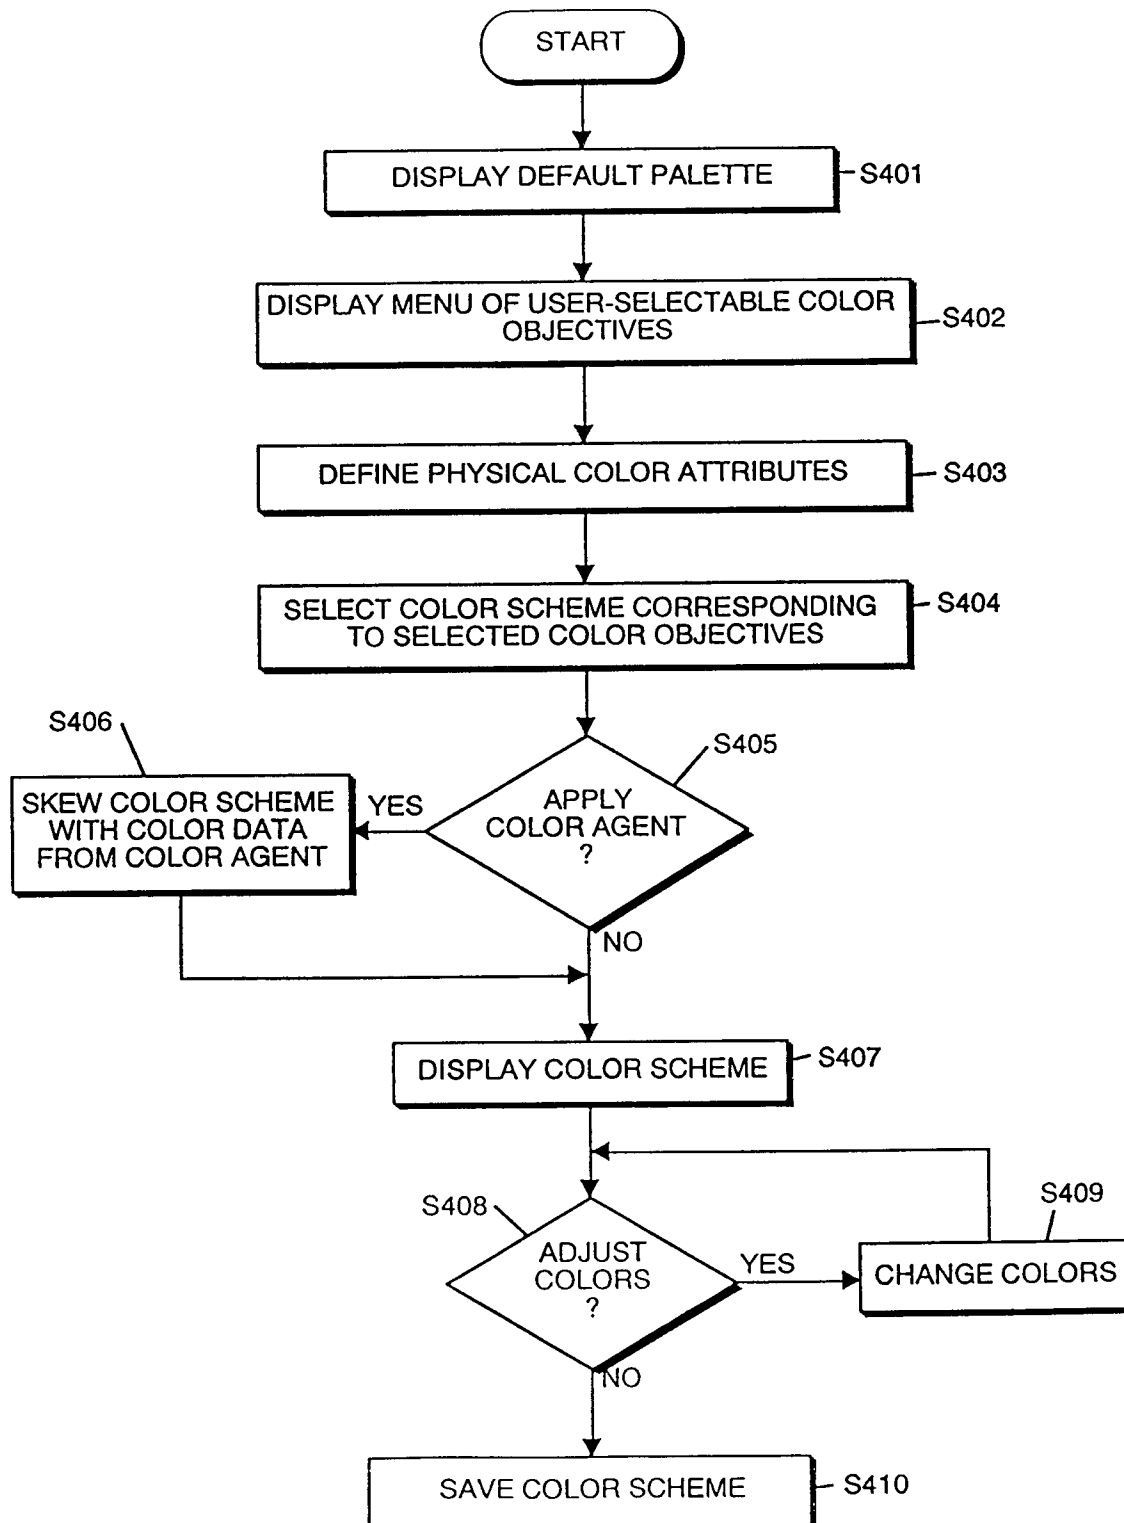 START
DISPLAY DEFAULT PALETTE
S401
DISPLAY MENU OF USER-SELECTABLE COLOR
OBJECTIVES
S402
DEFINE PHYSICAL COLOR ATTRIBUTES
S403
SELECT COLOR SCHEME CORRESPONDING
TO SELECTED COLOR OBJECTIVES
S404
S405
APPLY
COLOR AGENT
?
YES
S406
SKEW COLOR SCHEME
WITH COLOR DATA
FROM COLOR AGENT
NO
DISPLAY COLOR SCHEME
S407
S408
ADJUST
COLORS
?
YES
S409
CHANGE COLORS
NO
SAVE COLOR SCHEME
S410